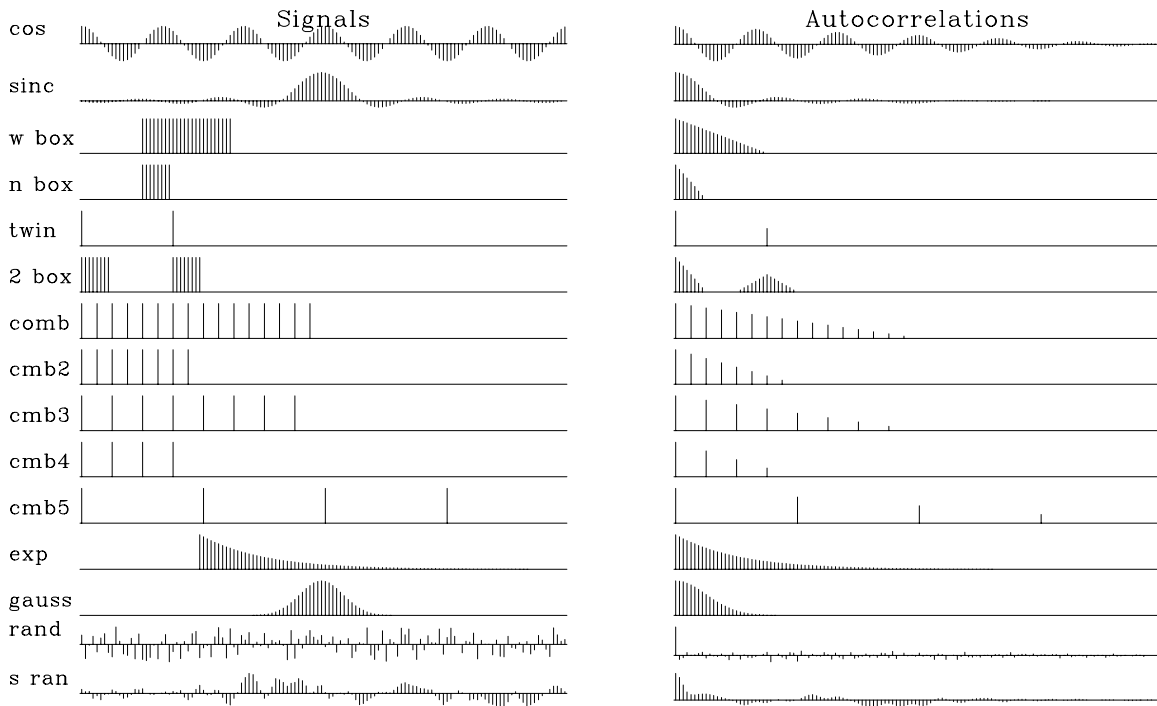 Signals
Autocorrelations
cos
sinc
w box
n box
twin
2 box
comb
cmb2
cmb3
cmb4
cmb5
exp
gauss
rand
s ran